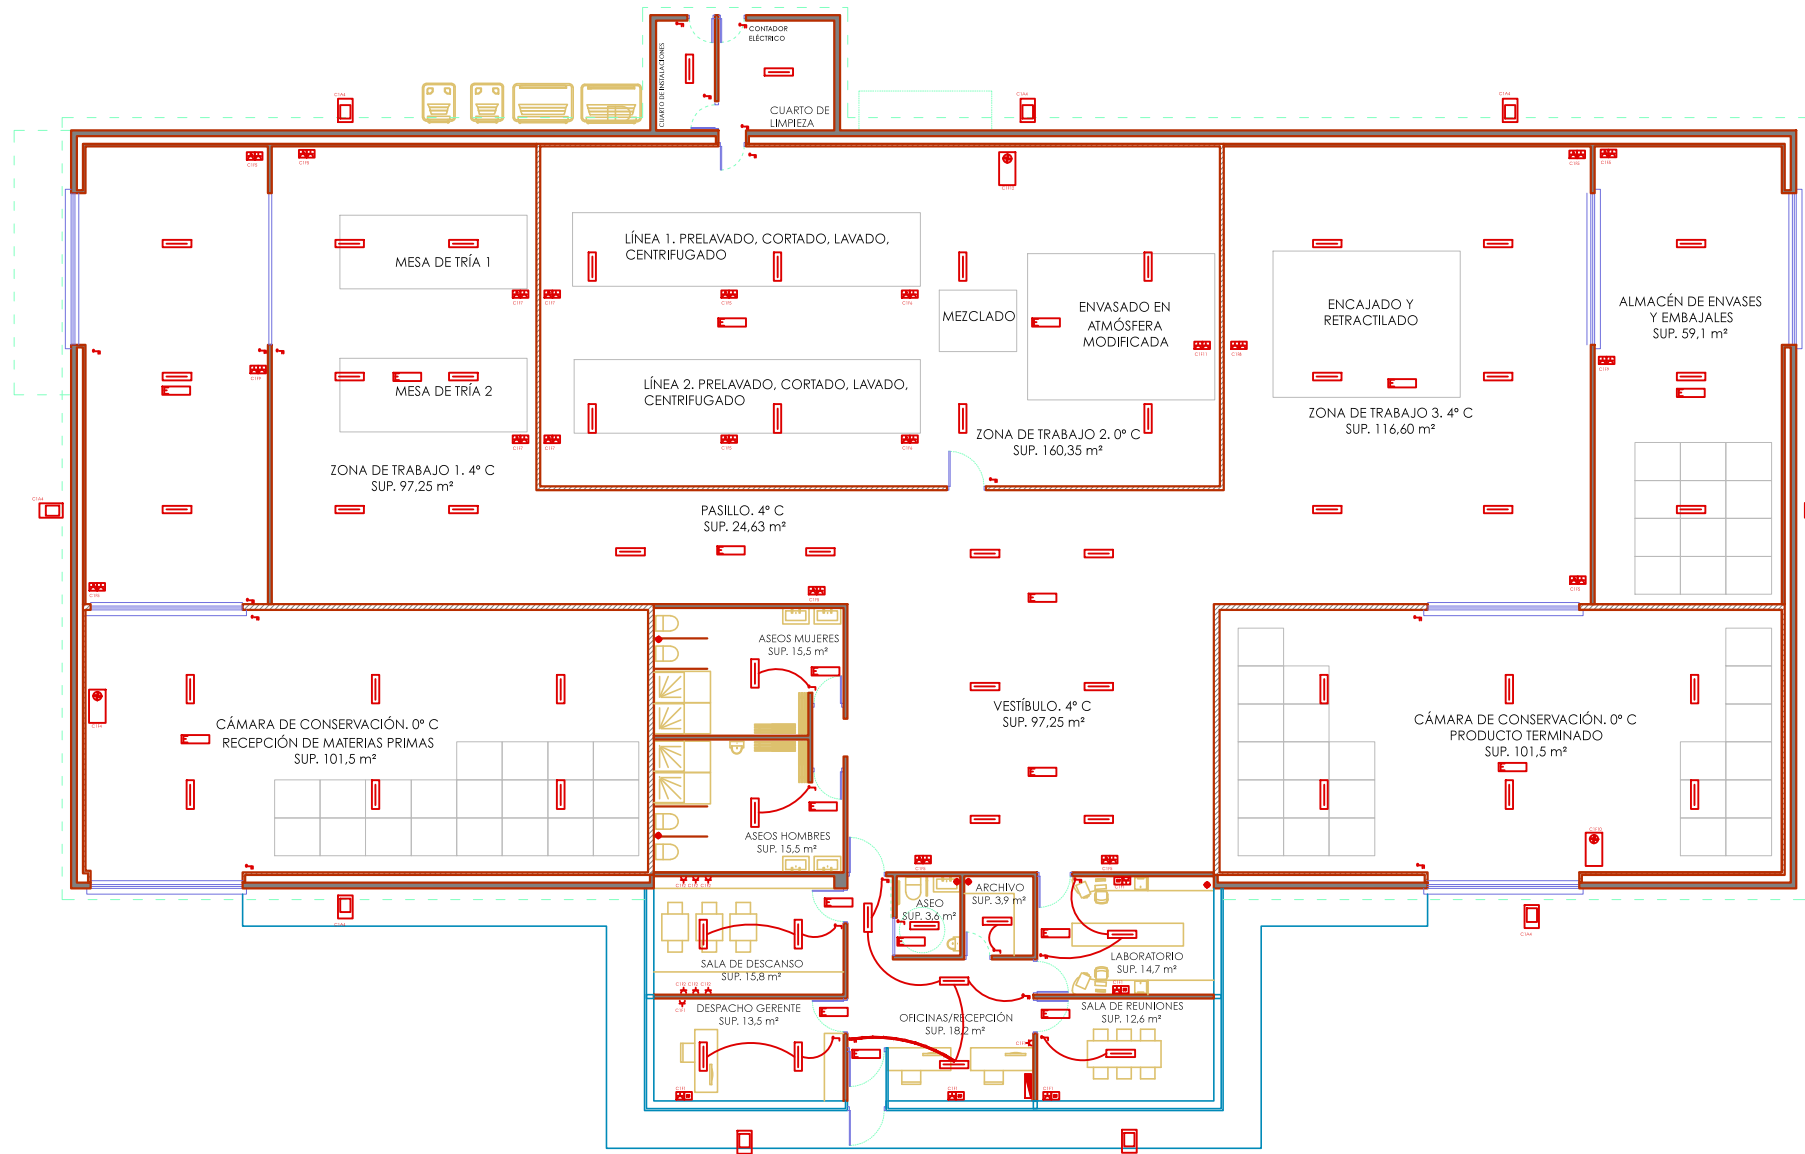 CONTADOR
ELÉCTRICO
CUARTO DE INSTALACIONES
CUARTO DE
LIMPIEZA
LÍNEA 1. PRELAVADO, CORTADO, LAVADO,
CENTRIFUGADO
MESA DE TRÍA 1
MEZCLADO
ENVASADO EN
ATMÓSFERA
MODIFICADA
ENCAJADO Y
RETRACTILADO
ALMACÉN DE ENVASES
Y EMBAJALES
SUP. 59,1 m²
MESA DE TRÍA 2
LÍNEA 2. PRELAVADO, CORTADO, LAVADO,
CENTRIFUGADO
ZONA DE TRABAJO 3. 4º C
SUP. 116,60 m²
ZONA DE TRABAJO 2. 0º C
SUP. 160,35 m²
ZONA DE TRABAJO 1. 4º C
SUP. 97,25 m²
PASILLO. 4º C
SUP. 24,63 m²
ASEOS MUJERES
SUP. 15,5 m²
VESTÍBULO. 4º C
SUP. 97,25 m²
CÁMARA DE CONSERVACIÓN. 0º C
RECEPCIÓN DE MATERIAS PRIMAS
SUP. 101,5 m²
CÁMARA DE CONSERVACIÓN. 0º C
PRODUCTO TERMINADO
SUP. 101,5 m²
ASEOS HOMBRES
SUP. 15,5 m²
ASEO
SUP. 3,6 m²
ARCHIVO
SUP. 3,9 m²
SALA DE DESCANSO
SUP. 15,8 m²
LABORATORIO
SUP. 14,7 m²
DESPACHO GERENTE
SUP. 13,5 m²
OFICINAS/RECEPCIÓN
SUP. 18,2 m²
SALA DE REUNIONES
SUP. 12,6 m²